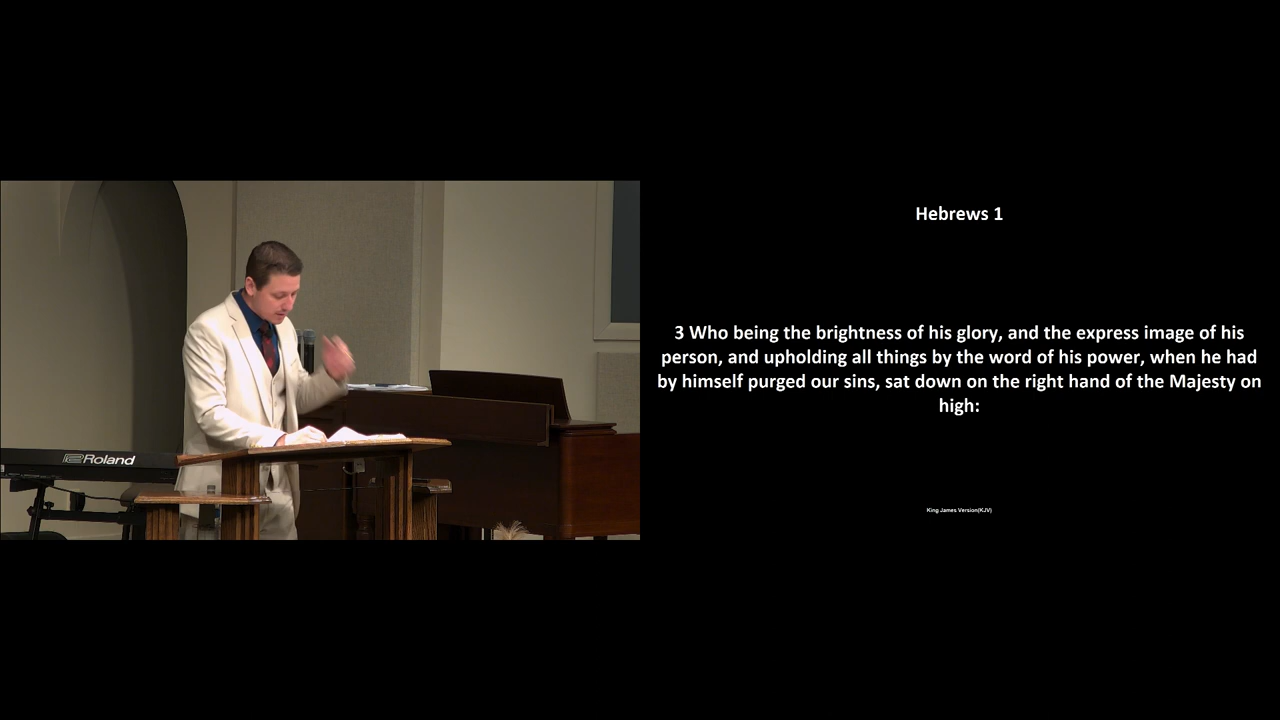 Roland
Hebrews 1
3 Who being the brightness of his glory, and the express image of his
person, and upholding all things by the word of his power, when he had
by himself purged our sins, sat down on the right hand of the Majesty on
high:
King James Version(KJV)